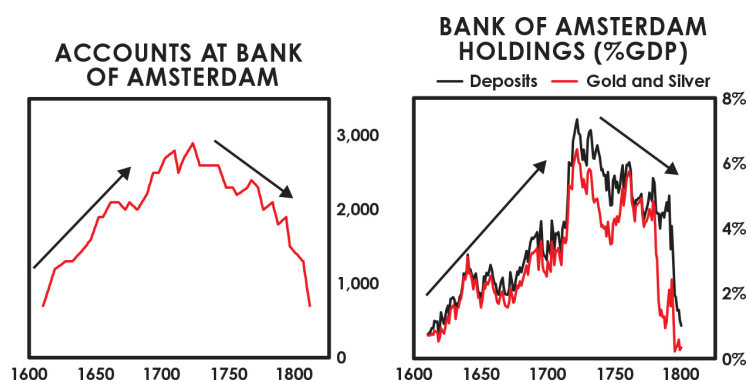 ACCOUNTS AT BANK
OF AMSTERDAM
3,000
2,000
1,000
0
1600 1650 1700 1750 1800
BANK OF AMSTERDAM
HOLDINGS (%GDP)
Deposits Gold and Silver
8%
6%
4%
2%
0%
1600 1650 1700 1750 1800